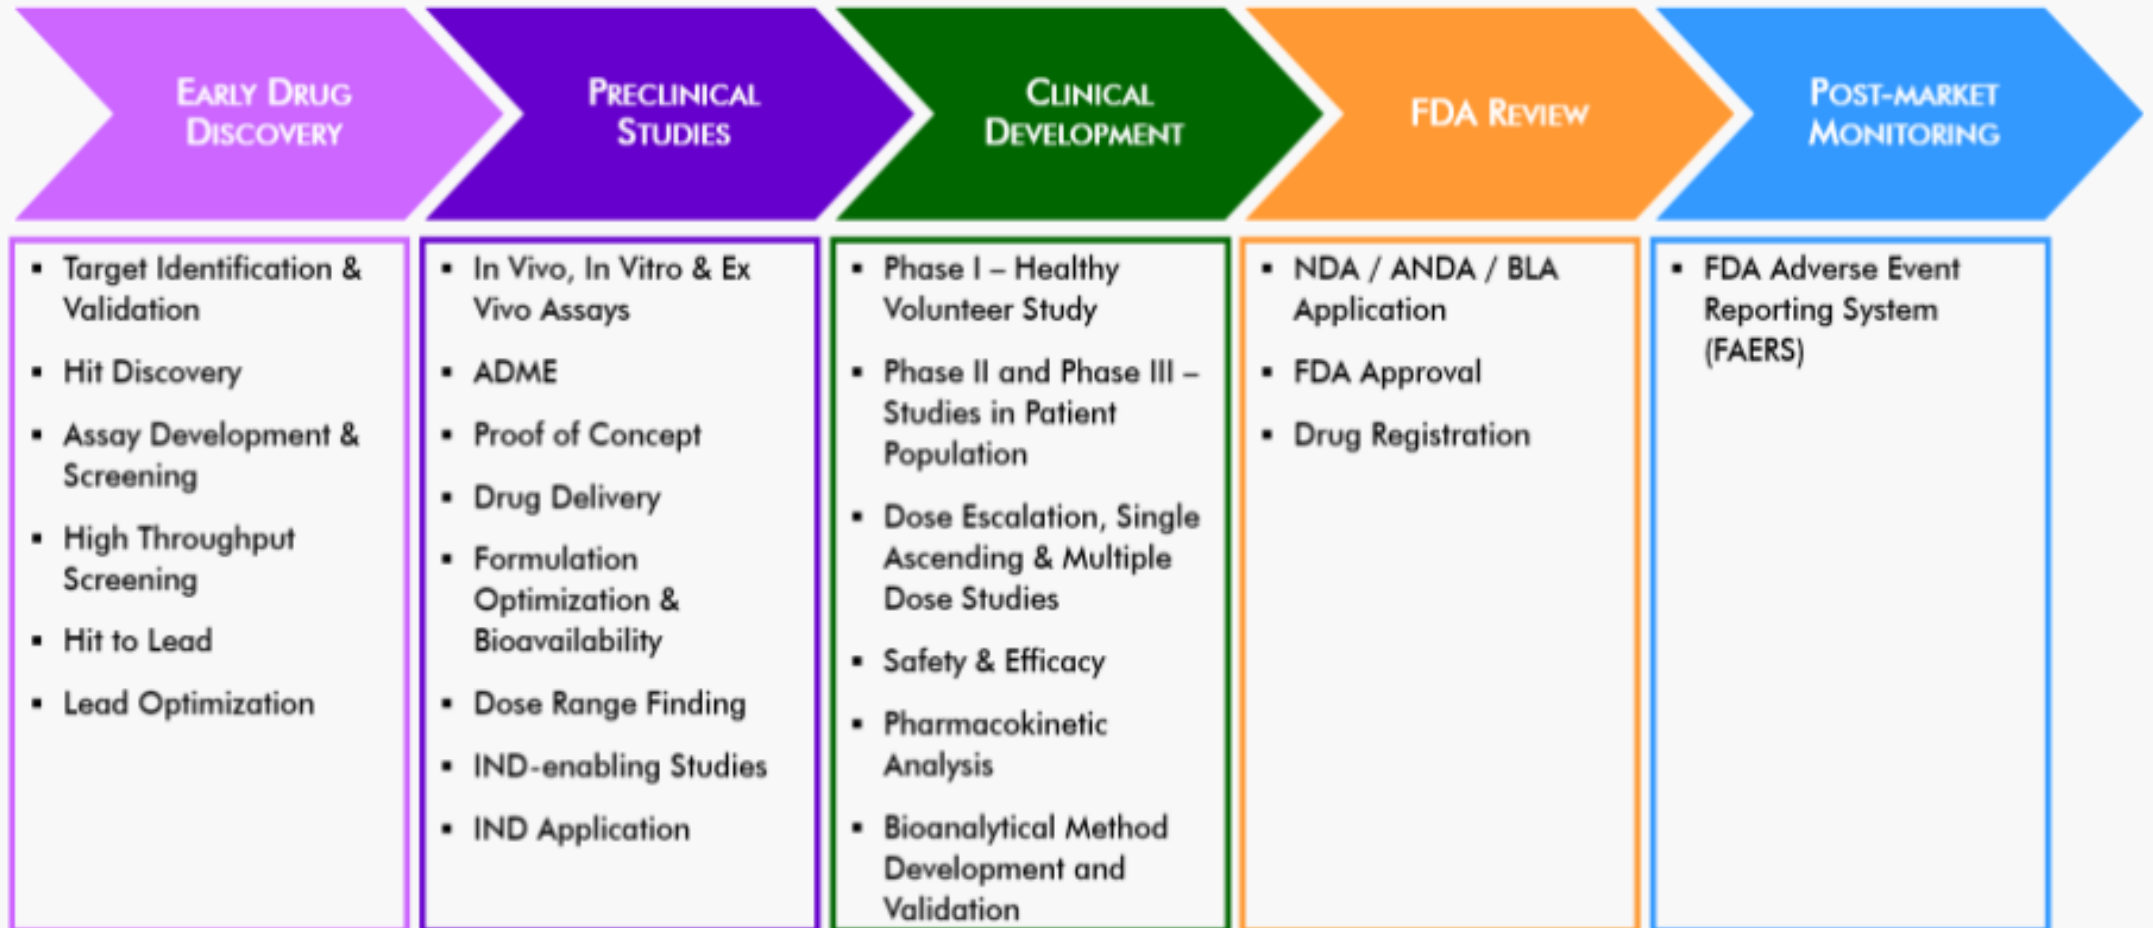 EARLY DRUG
DISCOVERY
PRECLINICAL
STUDIES
CLINICAL
DEVELOPMENT
FDA REVIEW
POST-MARKET
MONITORING
▪ Target Identification &
Validation
▪ Hit Discovery
▪ Assay Development &
Screening
▪ High Throughput
Screening
▪ Hit to Lead
▪ Lead Optimization
▪ In Vivo, In Vitro & Ex
Vivo Assays
▪ ADME
▪ Proof of Concept
▪ Drug Delivery
▪ Formulation
Optimization &
Bioavailability
▪ Dose Range Finding
▪ IND-enabling Studies
▪ IND Application
▪ Phase I – Healthy
Volunteer Study
▪ Phase II and Phase III –
Studies in Patient
Population
▪ Dose Escalation, Single
Ascending & Multiple
Dose Studies
▪ Safety & Efficacy
▪ Pharmacokinetic
Analysis
▪ Bioanalytical Method
Development and
Validation
▪ NDA / ANDA / BLA
Application
▪ FDA Approval
▪ Drug Registration
▪ FDA Adverse Event
Reporting System
(FAERS)